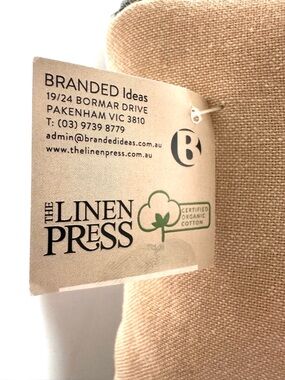 BRANDED Ideas
19/24 BORMAR DRIVE
PAKENHAM VIC 3810
T: (03) 9739 8779
admin@brandedideas.com.au
www.thelinenpress.com.au
B
THE LINEN
PRESS
CERTIFIED
ORGANIC
COTTON